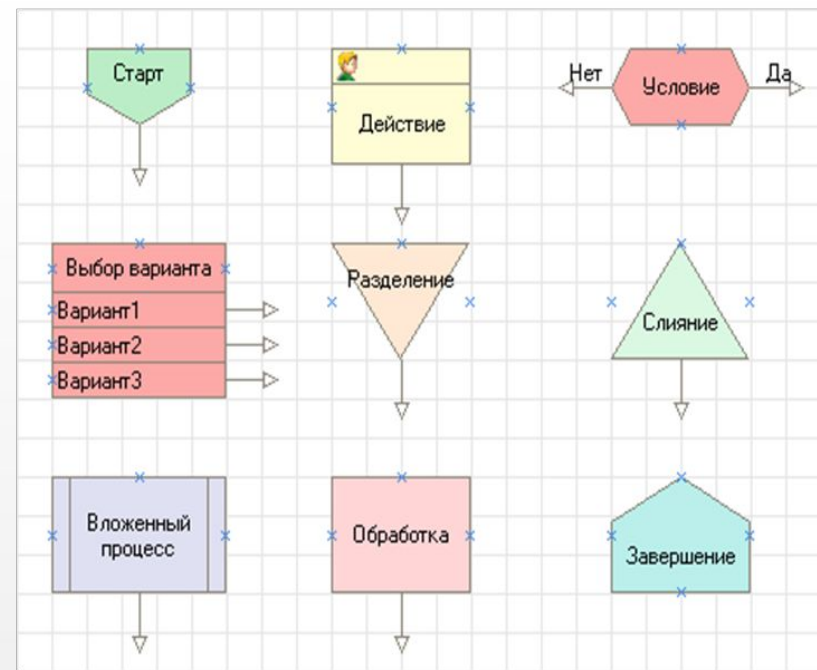 Старт
Действие
Нет
Условие
Да
Выбор варианта
Вариант1
Вариант2
Вариант3
Разделение
Слияние
Вложенный
процесс
Обработка
Завершение